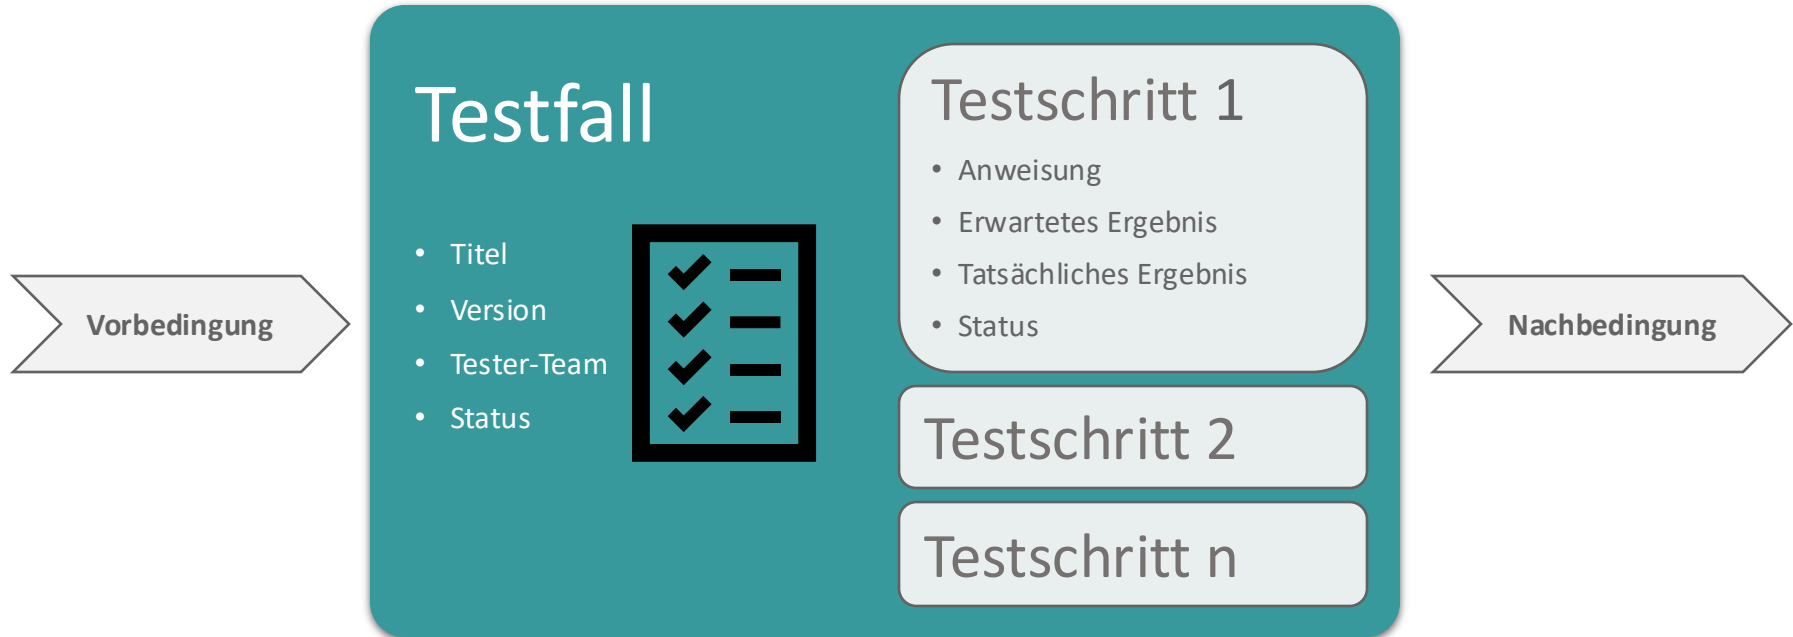 Vorbedingung
Testfall
• Titel
• Version
• Tester-Team
• Status
Testschritt 1
• Anweisung
• Erwartetes Ergebnis
• Tatsächliches Ergebnis
• Status
Testschritt 2
Testschritt n
Nachbedingung